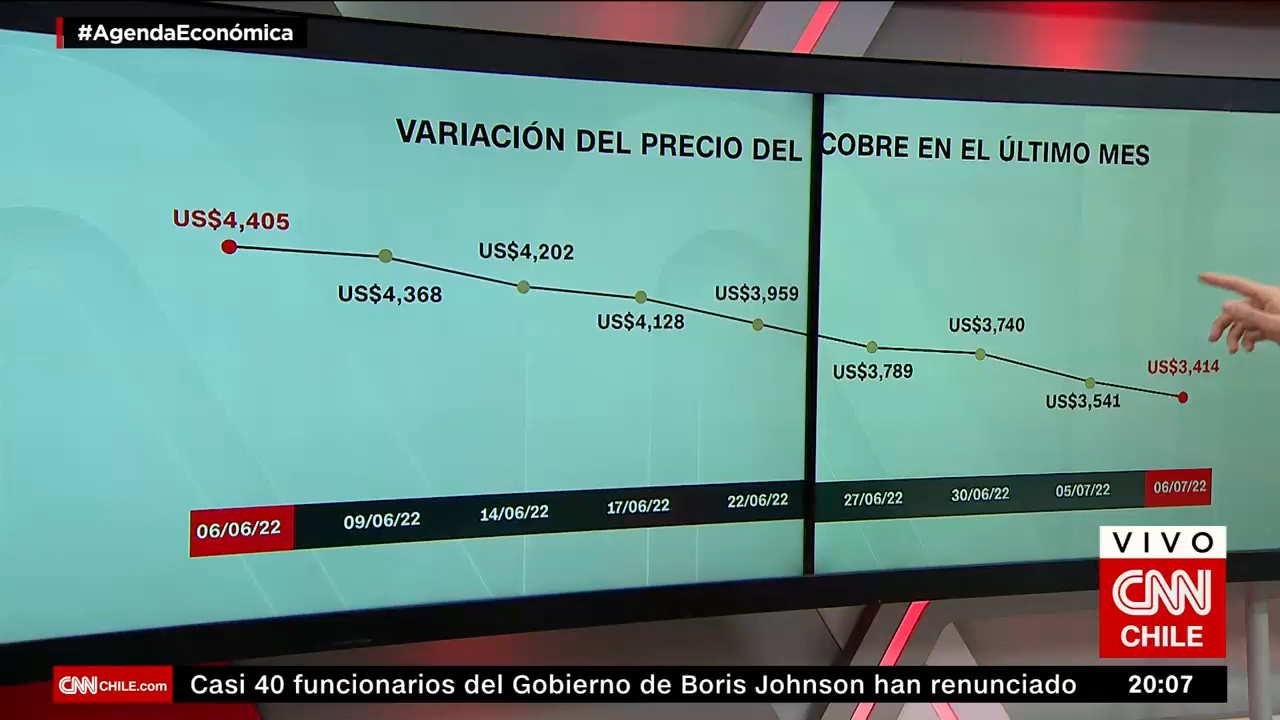 #AgendaEconómica
VARIACIÓN DEL PRECIO DEL COBRE EN EL ÚLTIMO MES
US$4,405
US$4,368
US$4,202
US$4,128
US$3,959
US$3,789
US$3,740
US$3,541
US$3,414
06/06/22 09/06/22 14/06/22 17/06/22 22/06/22 27/06/22 30/06/22 05/07/22 06/07/22
VIVO
CNN
CHILE
CNNCHILE.com Casi 40 funcionarios del Gobierno de Boris Johnson han renunciado 20:07